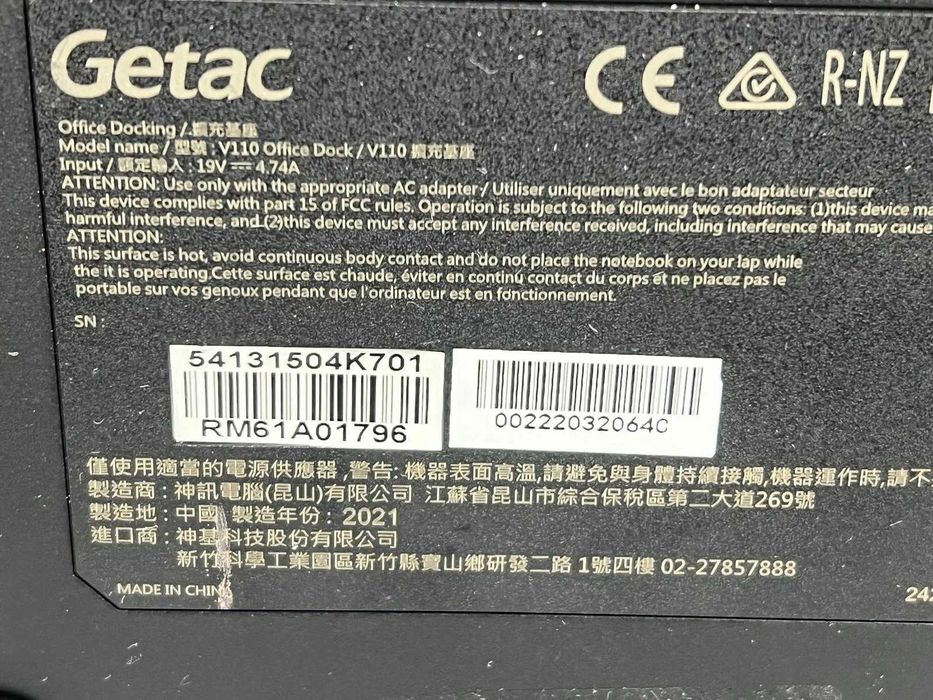 Getac
R-NZ
Office Docking / 擴充基座
Model name / 型號 : V110 Office Dock / V110 擴充基座
Input / 額定輸入 : 19V ⎓ 4.74A
ATTENTION: Use only with the appropriate AC adapter / Utiliser uniquement avec le bon adaptateur secteur
This device complies with part 15 of FCC rules. Operation is subject to the following two conditions: (1)this device ma
harmful interference, and (2)this device must accept any interference received, including interference that may cause
ATTENTION:
This surface is hot, avoid continuous body contact and do not place the notebook on your lap while
the it is operating.Cette surface est chaude, éviter en continu contact du corps et ne placez pas le
portable sur vos genoux pendant que l'ordinateur est en fonctionnement.
SN :
54131504K701
RM61A01796
002220320640
僅使用適當的電源供應器,警告: 機器表面高溫,請避免與身體持續接觸,機器運作時,請不
製造商 : 神訊電腦(昆山)有限公司 江蘇省昆山市綜合保稅區第二大道269號
製造地 : 中國 製造年份 : 2021
進口商 : 神基科技股份有限公司
新竹科學工業園區新竹縣寶山鄉研發二路 1號四樓 02-27857888
MADE IN CHINA
242